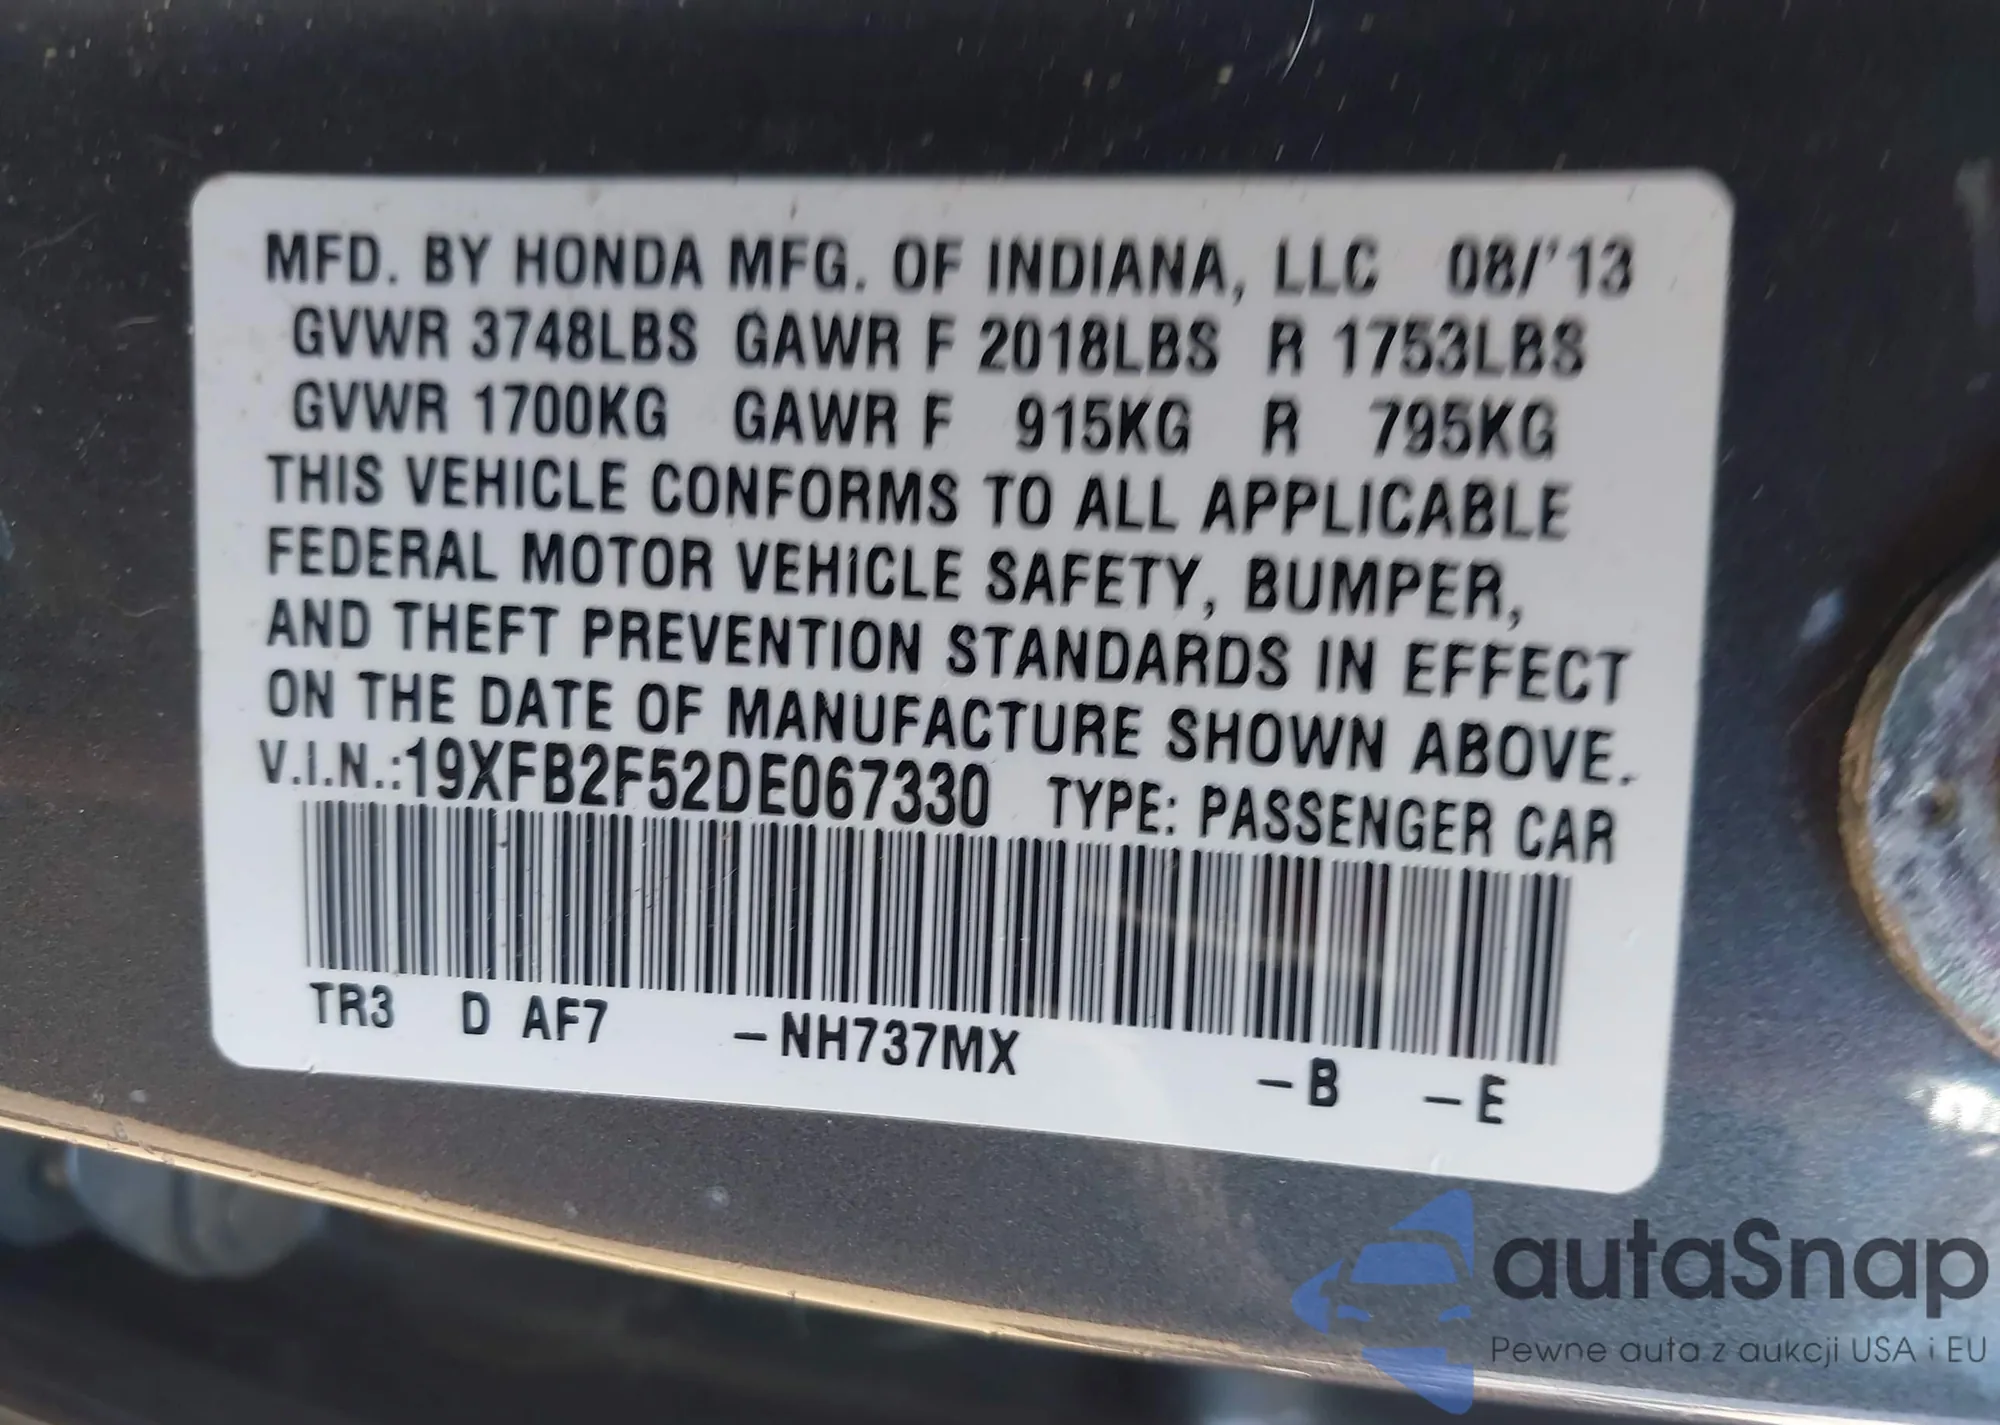 MFD. BY HONDA MFG. OF INDIANA, LLC 08/'13
GVWR 3748LBS GAWR F 2018LBS R 1753LBS
GVWR 1700KG GAWR F 915KG R 795KG
THIS VEHICLE CONFORMS TO ALL APPLICABLE
FEDERAL MOTOR VEHICLE SAFETY, BUMPER,
AND THEFT PREVENTION STANDARDS IN EFFECT
ON THE DATE OF MANUFACTURE SHOWN ABOVE.
V.I.N.:19XFB2F52DE067330 TYPE: PASSENGER CAR
TR3 D AF7 –NH737MX –B –E
autaSnap
Pewne auta z aukcji USA i EU